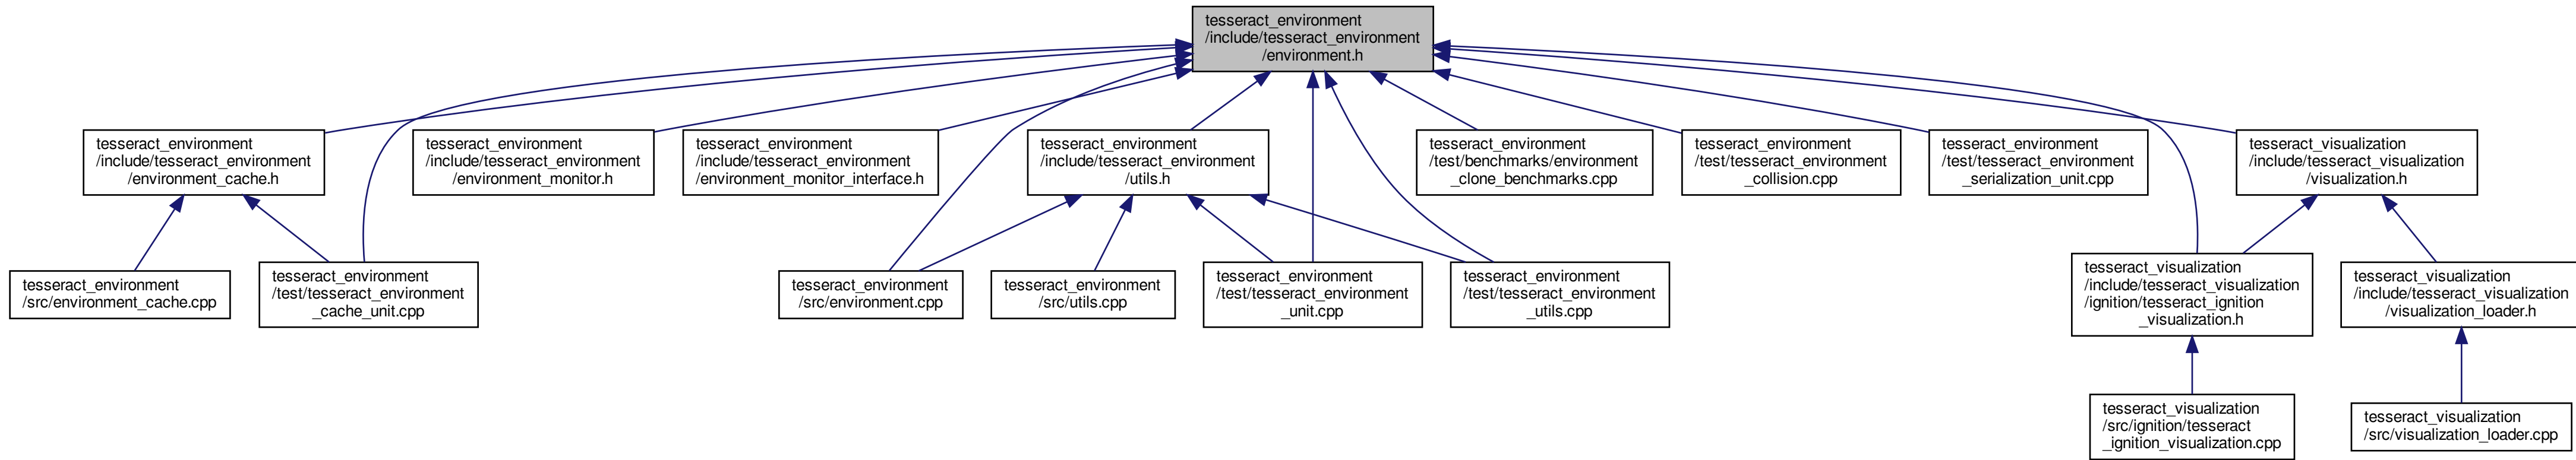 tesseract_environment
/include/tesseract_environment
/environment.h
tesseract_environment
/include/tesseract_environment
/environment_cache.h
tesseract_environment
/include/tesseract_environment
/environment_monitor.h
tesseract_environment
/include/tesseract_environment
/environment_monitor_interface.h
tesseract_environment
/include/tesseract_environment
/utils.h
tesseract_environment
/test/benchmarks/environment
_clone_benchmarks.cpp
tesseract_environment
/test/tesseract_environment
_collision.cpp
tesseract_environment
/test/tesseract_environment
_serialization_unit.cpp
tesseract_visualization
/include/tesseract_visualization
/visualization.h
tesseract_environment
/src/environment_cache.cpp
tesseract_environment
/test/tesseract_environment
_cache_unit.cpp
tesseract_environment
/src/environment.cpp
tesseract_environment
/src/utils.cpp
tesseract_environment
/test/tesseract_environment
_unit.cpp
tesseract_environment
/test/tesseract_environment
_utils.cpp
tesseract_visualization
/include/tesseract_visualization
/ignition/tesseract_ignition
_visualization.h
tesseract_visualization
/include/tesseract_visualization
/visualization_loader.h
tesseract_visualization
/src/ignition/tesseract
_ignition_visualization.cpp
tesseract_visualization
/src/visualization_loader.cpp